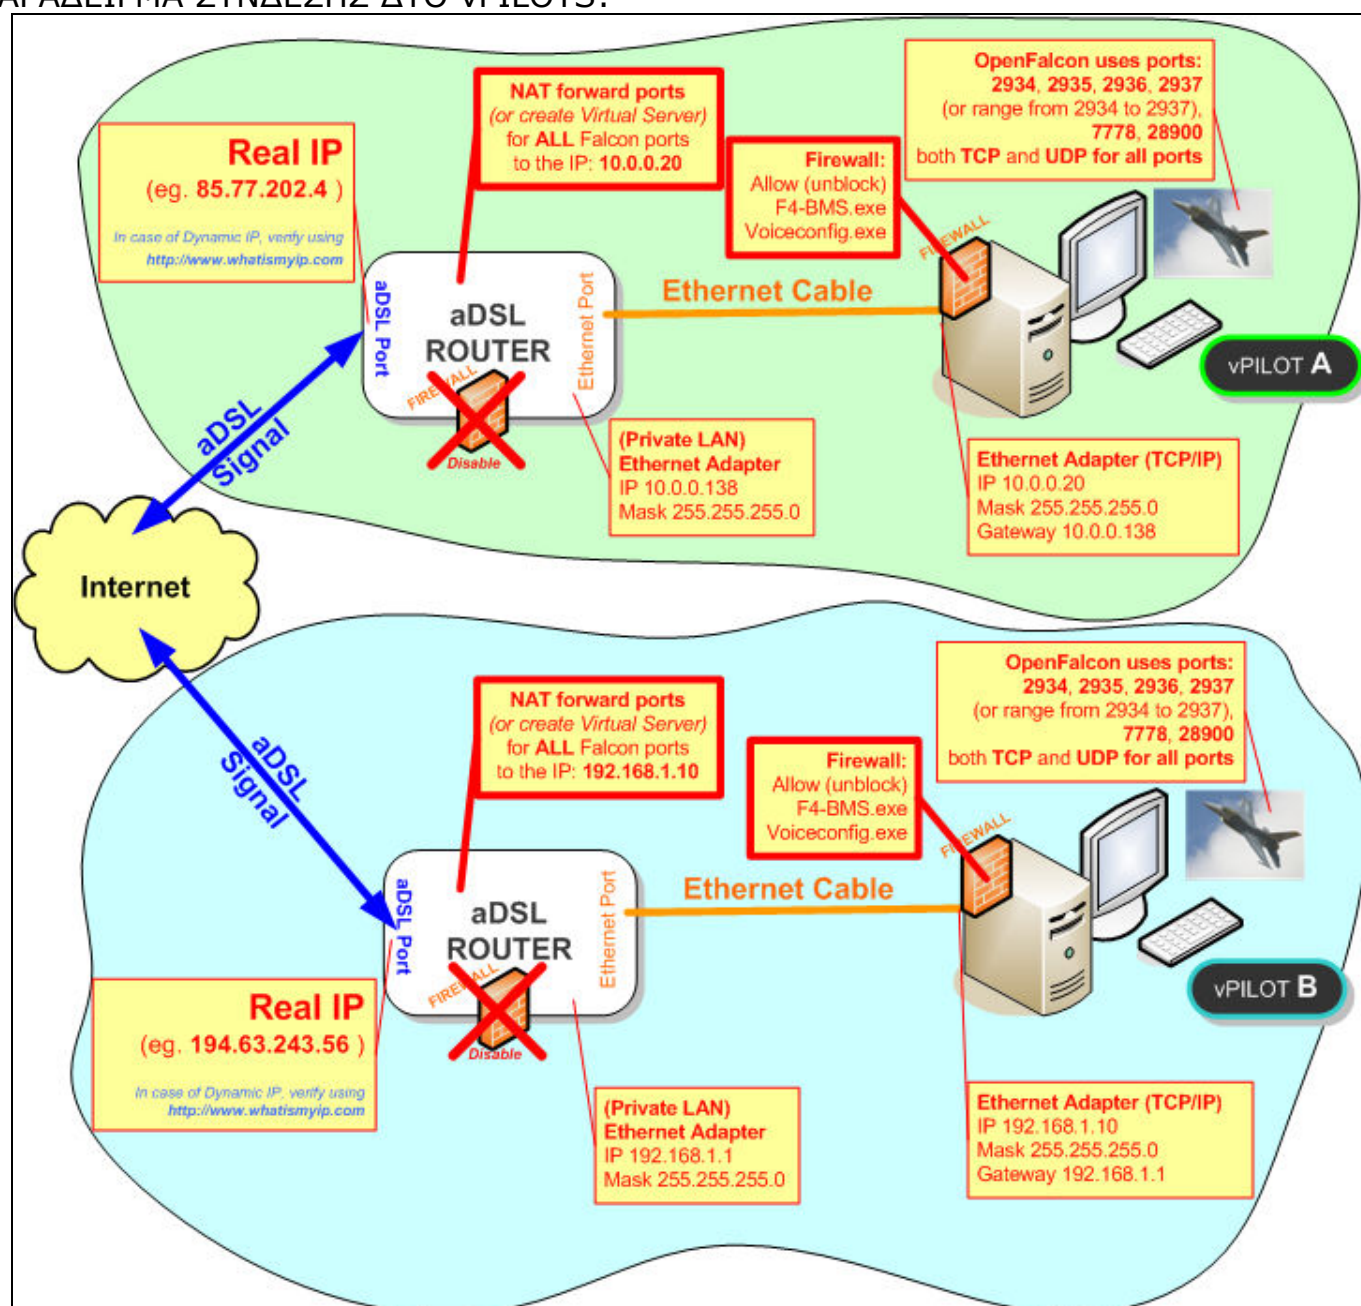 ΑΡΑΔΕΙΓΜΑ ΣΥΝΔΕΣΗΣ ΔΥΟ vPILOTS:
NAT forward ports
(or create Virtual Server)
for ALL Falcon ports
to the IP: 10.0.0.20
OpenFalcon uses ports:
2934, 2935, 2936, 2937
(or range from 2934 to 2937),
7778, 28900
both TCP and UDP for all ports
Real IP
(eg. 85.77.202.4 )
In case of Dynamic IP, verify using
http://www.whatismyip.com
Firewall:
Allow (unblock)
F4-BMS.exe
Voiceconfig.exe
FIREWALL
aDSL Port
aDSL
ROUTER
Ethernet Port
Ethernet Cable
FIREWALL
Disable
vPILOT A
aDSL
Signal
(Private LAN)
Ethernet Adapter
IP 10.0.0.138
Mask 255.255.255.0
Ethernet Adapter (TCP/IP)
IP 10.0.0.20
Mask 255.255.255.0
Gateway 10.0.0.138
Internet
NAT forward ports
(or create Virtual Server)
for ALL Falcon ports
to the IP: 192.168.1.10
OpenFalcon uses ports:
2934, 2935, 2936, 2937
(or range from 2934 to 2937),
7778, 28900
both TCP and UDP for all ports
aDSL
Signal
Firewall:
Allow (unblock)
F4-BMS.exe
Voiceconfig.exe
FIREWALL
aDSL Port
aDSL
ROUTER
Ethernet Port
Ethernet Cable
FIREWALL
Disable
vPILOT B
Real IP
(eg. 194.63.243.56 )
In case of Dynamic IP, verify using
http://www.whatismyip.com
(Private LAN)
Ethernet Adapter
IP 192.168.1.1
Mask 255.255.255.0
Ethernet Adapter (TCP/IP)
IP 192.168.1.10
Mask 255.255.255.0
Gateway 192.168.1.1